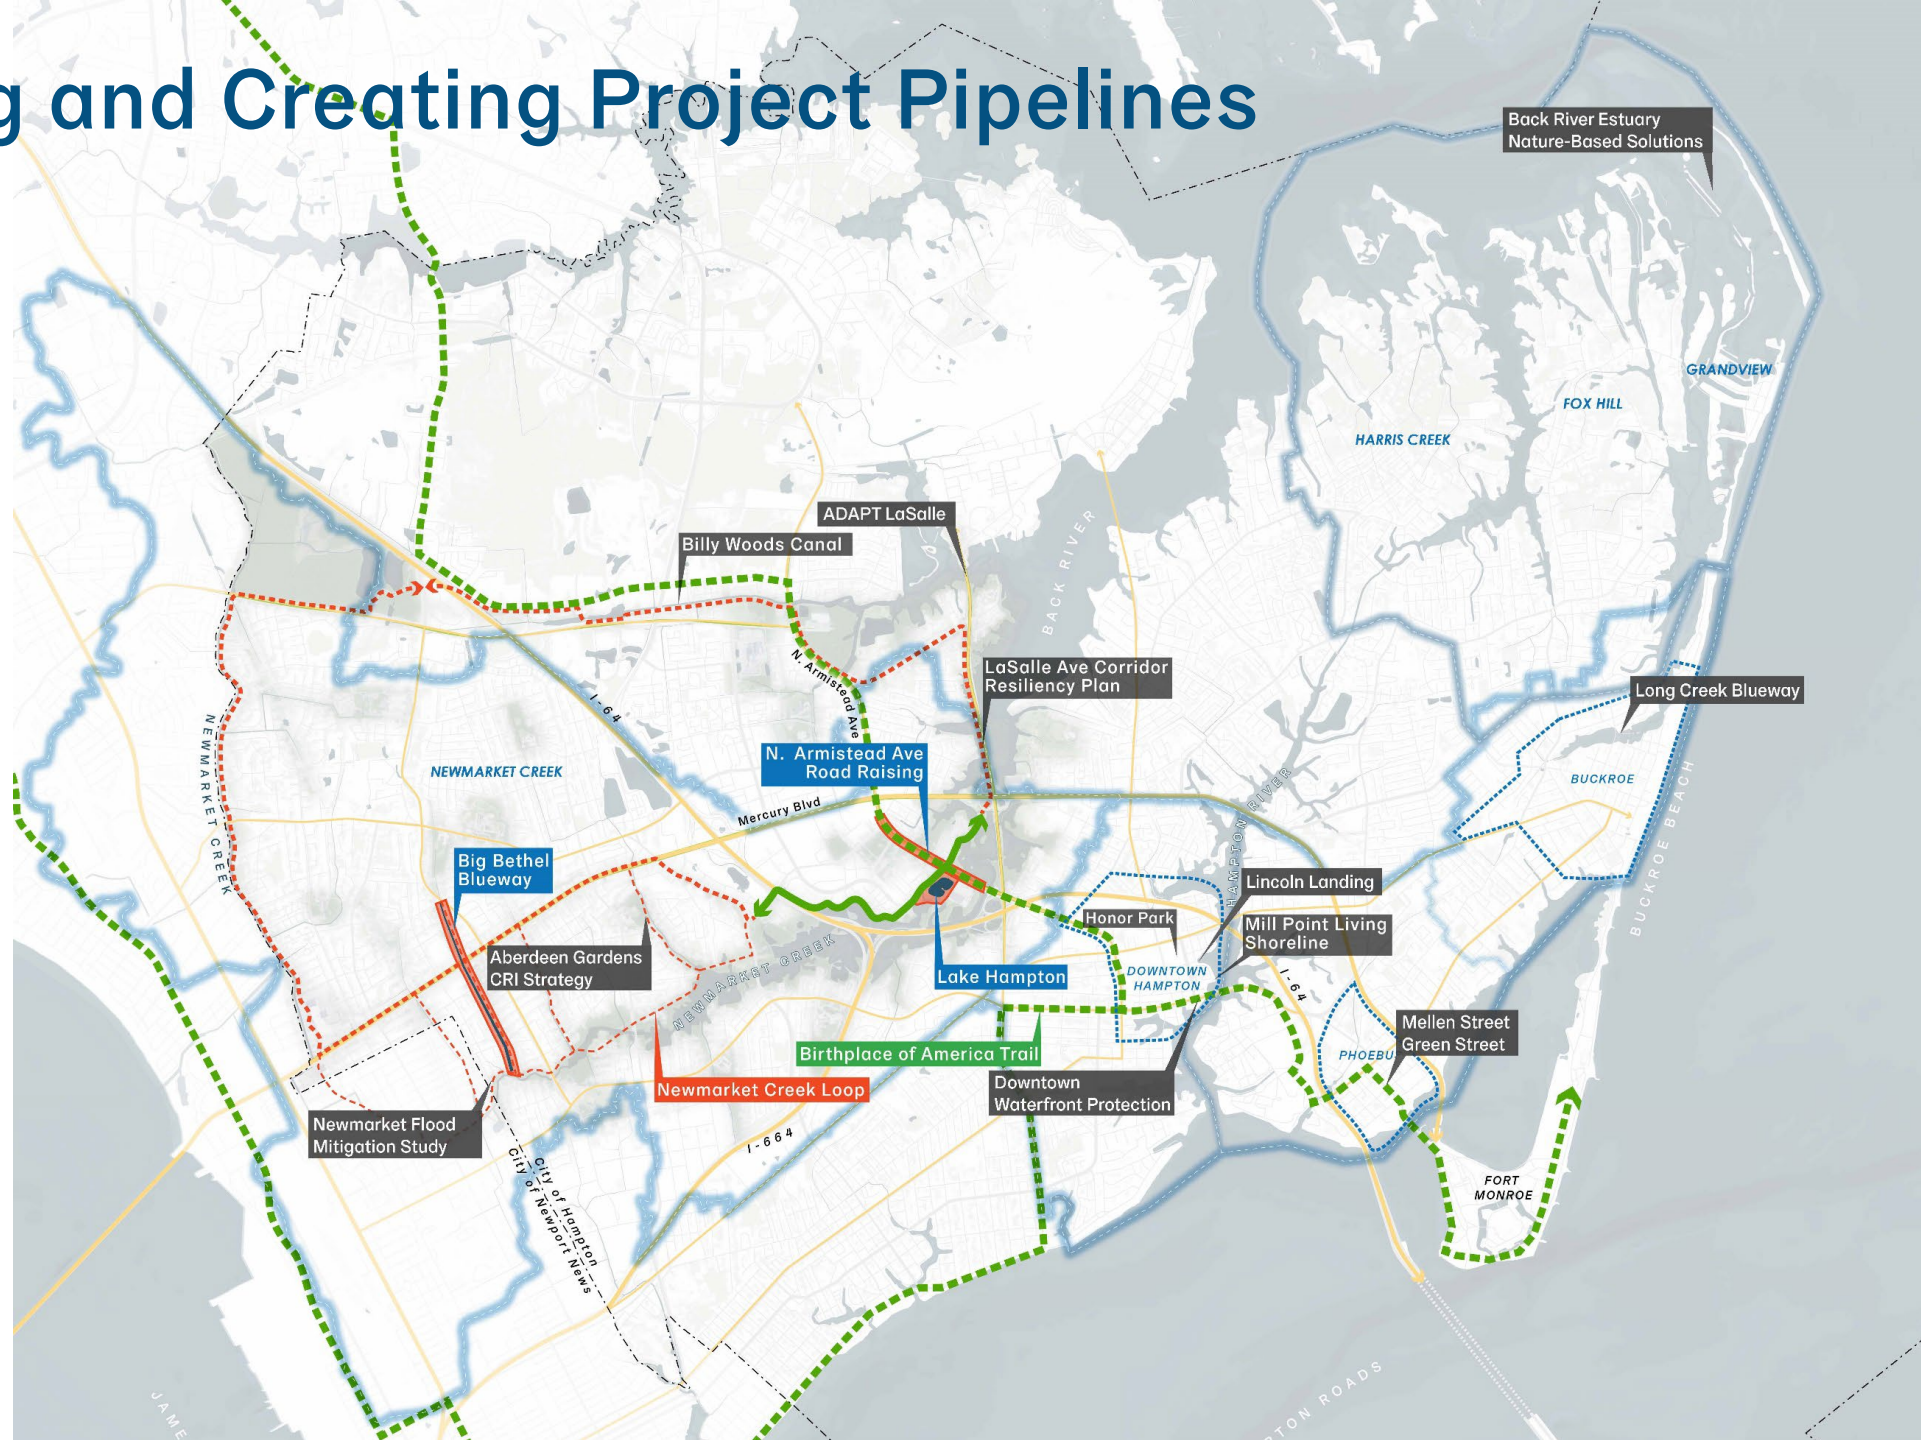 g and Creating Project Pipelines
Back River Estuary
Nature-Based Solutions
GRANDVIEW
FOX HILL
HARRIS CREEK
ADAPT LaSalle
Billy Woods Canal
BACK RIVER
N. Armistead Ave
LaSalle Ave Corridor
Resiliency Plan
Long Creek Blueway
I-64
NEWMARKET CREEK
NEWMARKET CREEK
N. Armistead Ave
Road Raising
BUCKROE
Mercury Blvd
HAMPTON RIVER
BUCKROE BEACH
Big Bethel
Blueway
Lincoln Landing
Honor Park
Mill Point Living
Shoreline
Aberdeen Gardens
CRI Strategy
NEWMARKET CREEK
Lake Hampton
DOWNTOWN
HAMPTON
I-64
Mellen Street
Green Street
Birthplace of America Trail
PHOEBU
Newmarket Creek Loop
Downtown
Waterfront Protection
Newmarket Flood
Mitigation Study
I-664
City of Hampton
City of Newport News
FORT
MONROE
JAME
TON ROADS